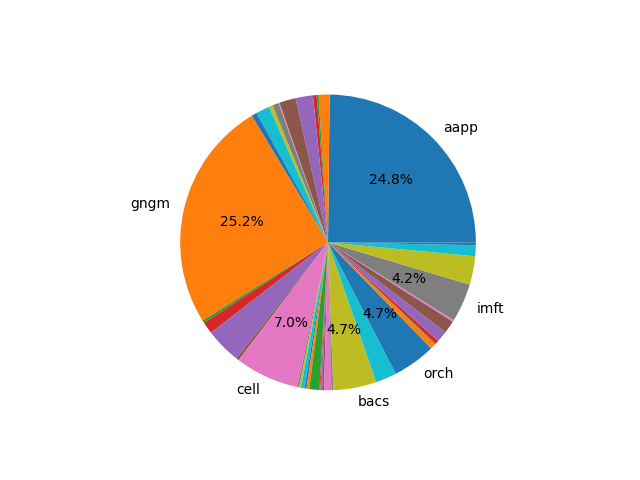 aapp
24.8%
gngm
25.2%
4.2%
imft
4.7%
7.0%
4.7%
orch
cell
bacs